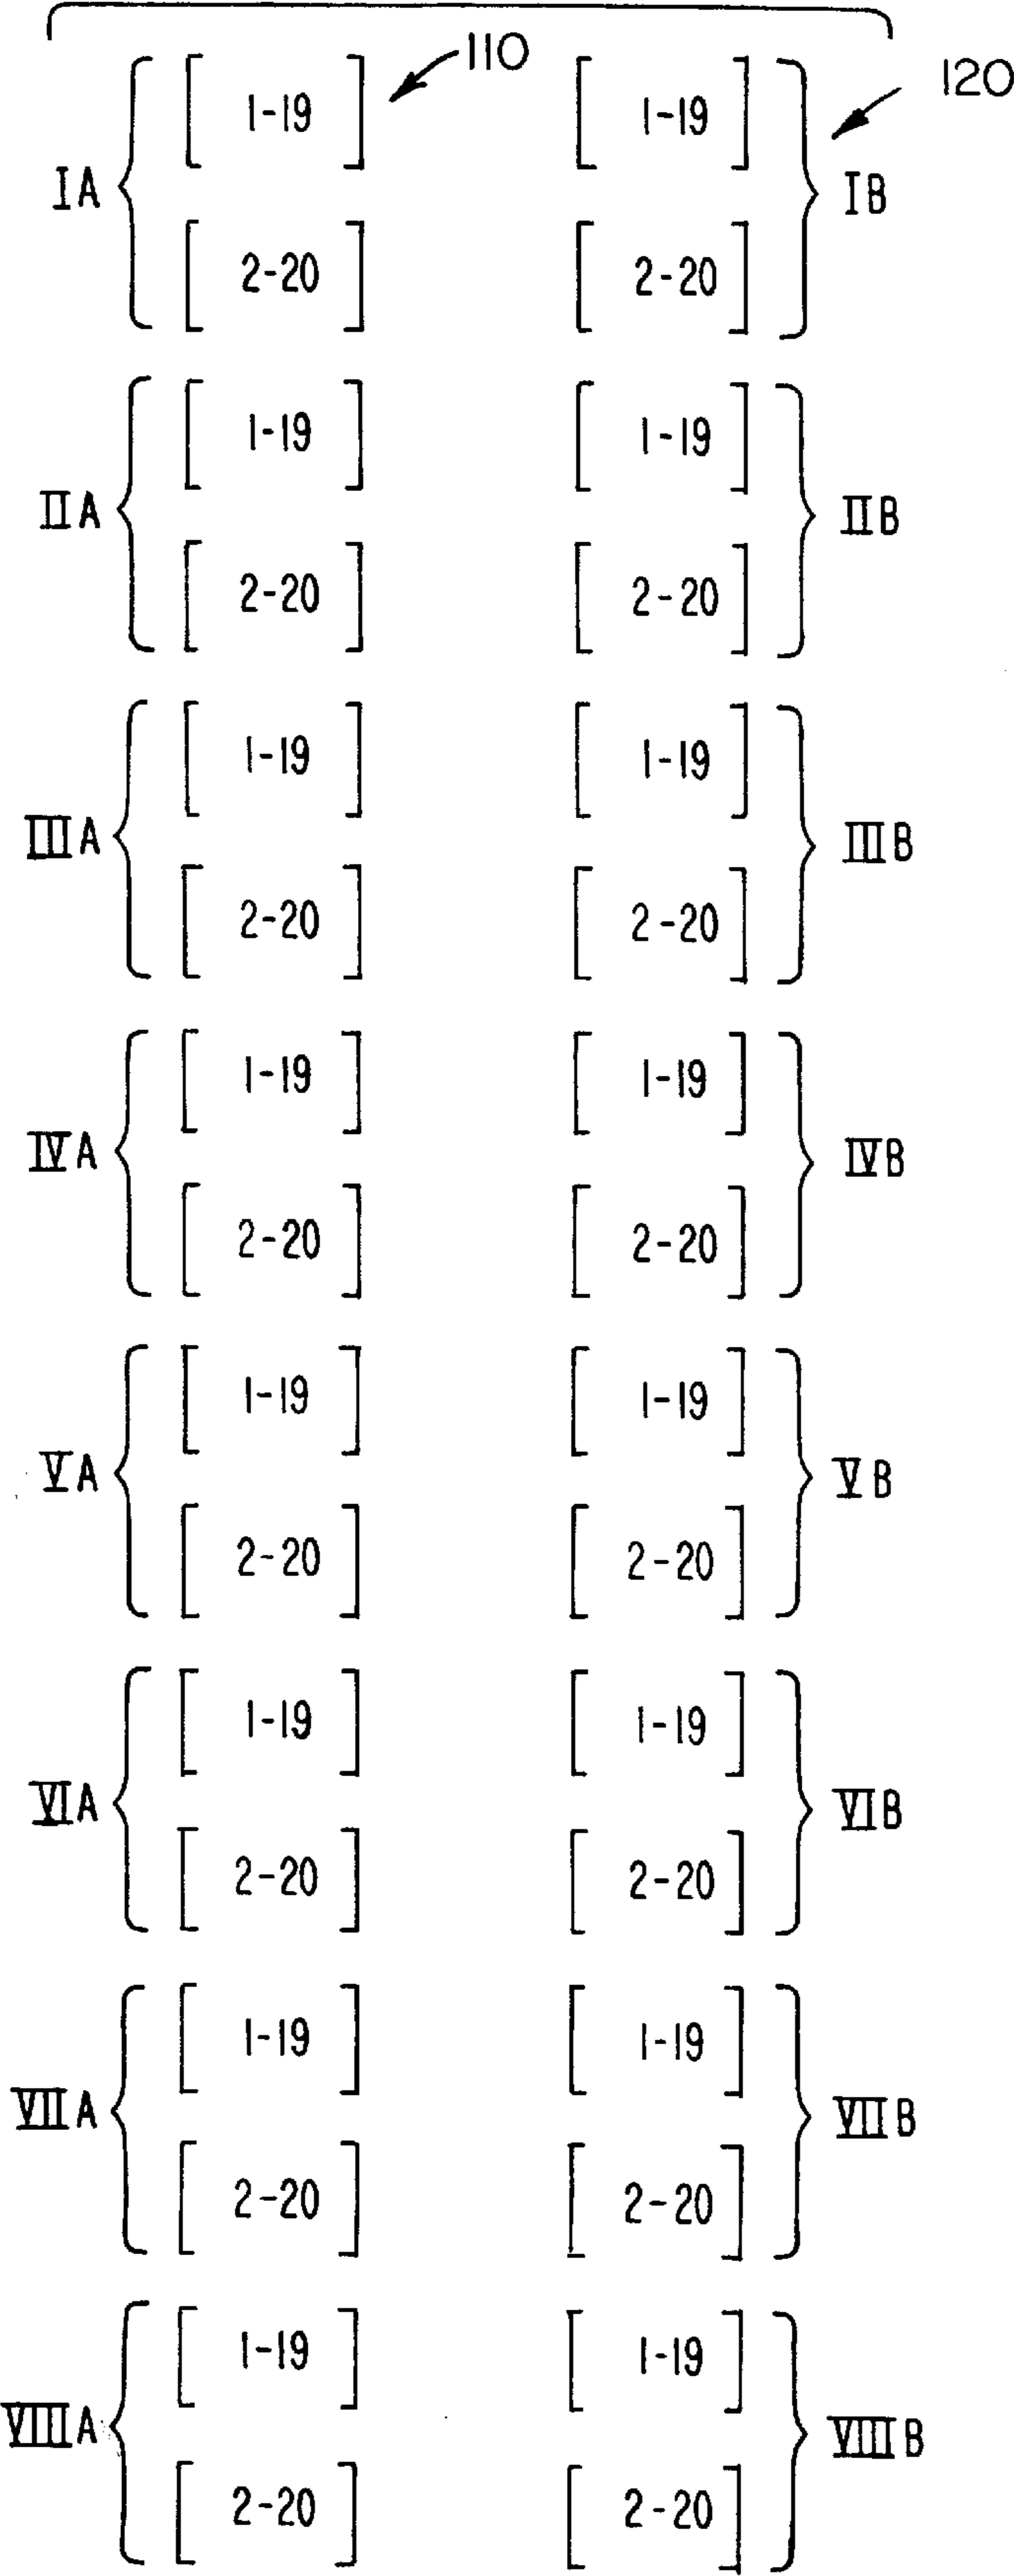 110
120
[ 1-19 ] [ 1-19 ]
IA { } IB
[ 2-20 ] [ 2-20 ]
[ 1-19 ] [ 1-19 ]
IIA { } IIB
[ 2-20 ] [ 2-20 ]
[ 1-19 ] [ 1-19 ]
IIIA { } IIIB
[ 2-20 ] [ 2-20 ]
[ 1-19 ] [ 1-19 ]
IVA { } IVB
[ 2-20 ] [ 2-20 ]
[ 1-19 ] [ 1-19 ]
VA { } VB
[ 2-20 ] [ 2-20 ]
[ 1-19 ] [ 1-19 ]
VIA { } VIB
[ 2-20 ] [ 2-20 ]
[ 1-19 ] [ 1-19 ]
VIIA { } VIIB
[ 2-20 ] [ 2-20 ]
[ 1-19 ] [ 1-19 ]
VIIIA { } VIIIB
[ 2-20 ] [ 2-20 ]